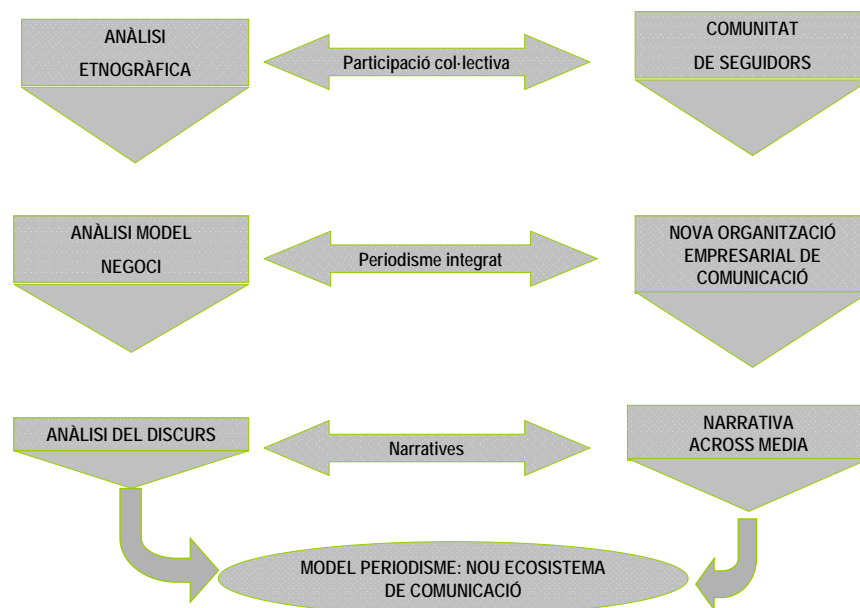 ANÀLISI
ETNOGRÀFICA
Participació col·lectiva
COMUNITAT
DE SEGUIDORS
ANÀLISI MODEL
NEGOCI
Periodisme integrat
NOVA ORGANITZACIÓ
EMPRESARIAL DE
COMUNICACIÓ
ANÀLISI DEL DISCURS
Narratives
NARRATIVA
ACROSS MEDIA
MODEL PERIODISME: NOU ECOSISTEMA
DE COMUNICACIÓ